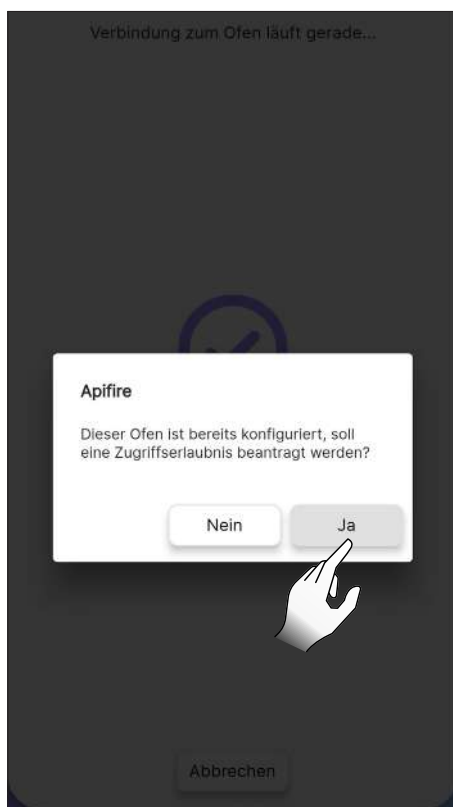 Verbindung zum Ofen läuft gerade...
Apifire
Dieser Ofen ist bereits konfiguriert, soll
eine Zugriffserlaubnis beantragt werden?
Nein
Ja
Abbrechen